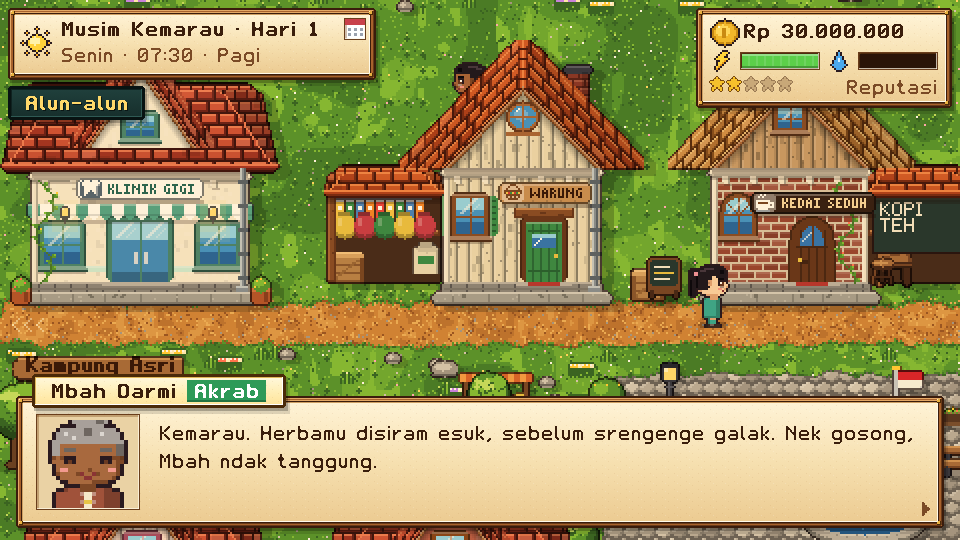 Musim Kemarau · Hari 1
Senin · 07:30 · Pagi
Rp 30.000.000
Reputasi
Alun-alun
KLINIK GIGI
WARUNG
KEDAI SEDUH
KOPI
TEH
Kampung Asri
Mbah Darmi Akrab
Kemarau. Herbamu disiram esuk, sebelum srengenge galak. Nek gosong,
Mbah ndak tanggung.